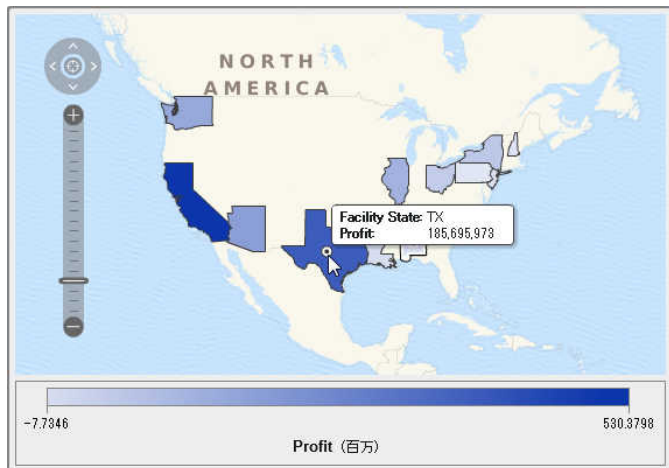 NORTH
AMERICA
Facility State: TX
Profit: 185,695,973
-7.7346
530.3798
Profit (百万)